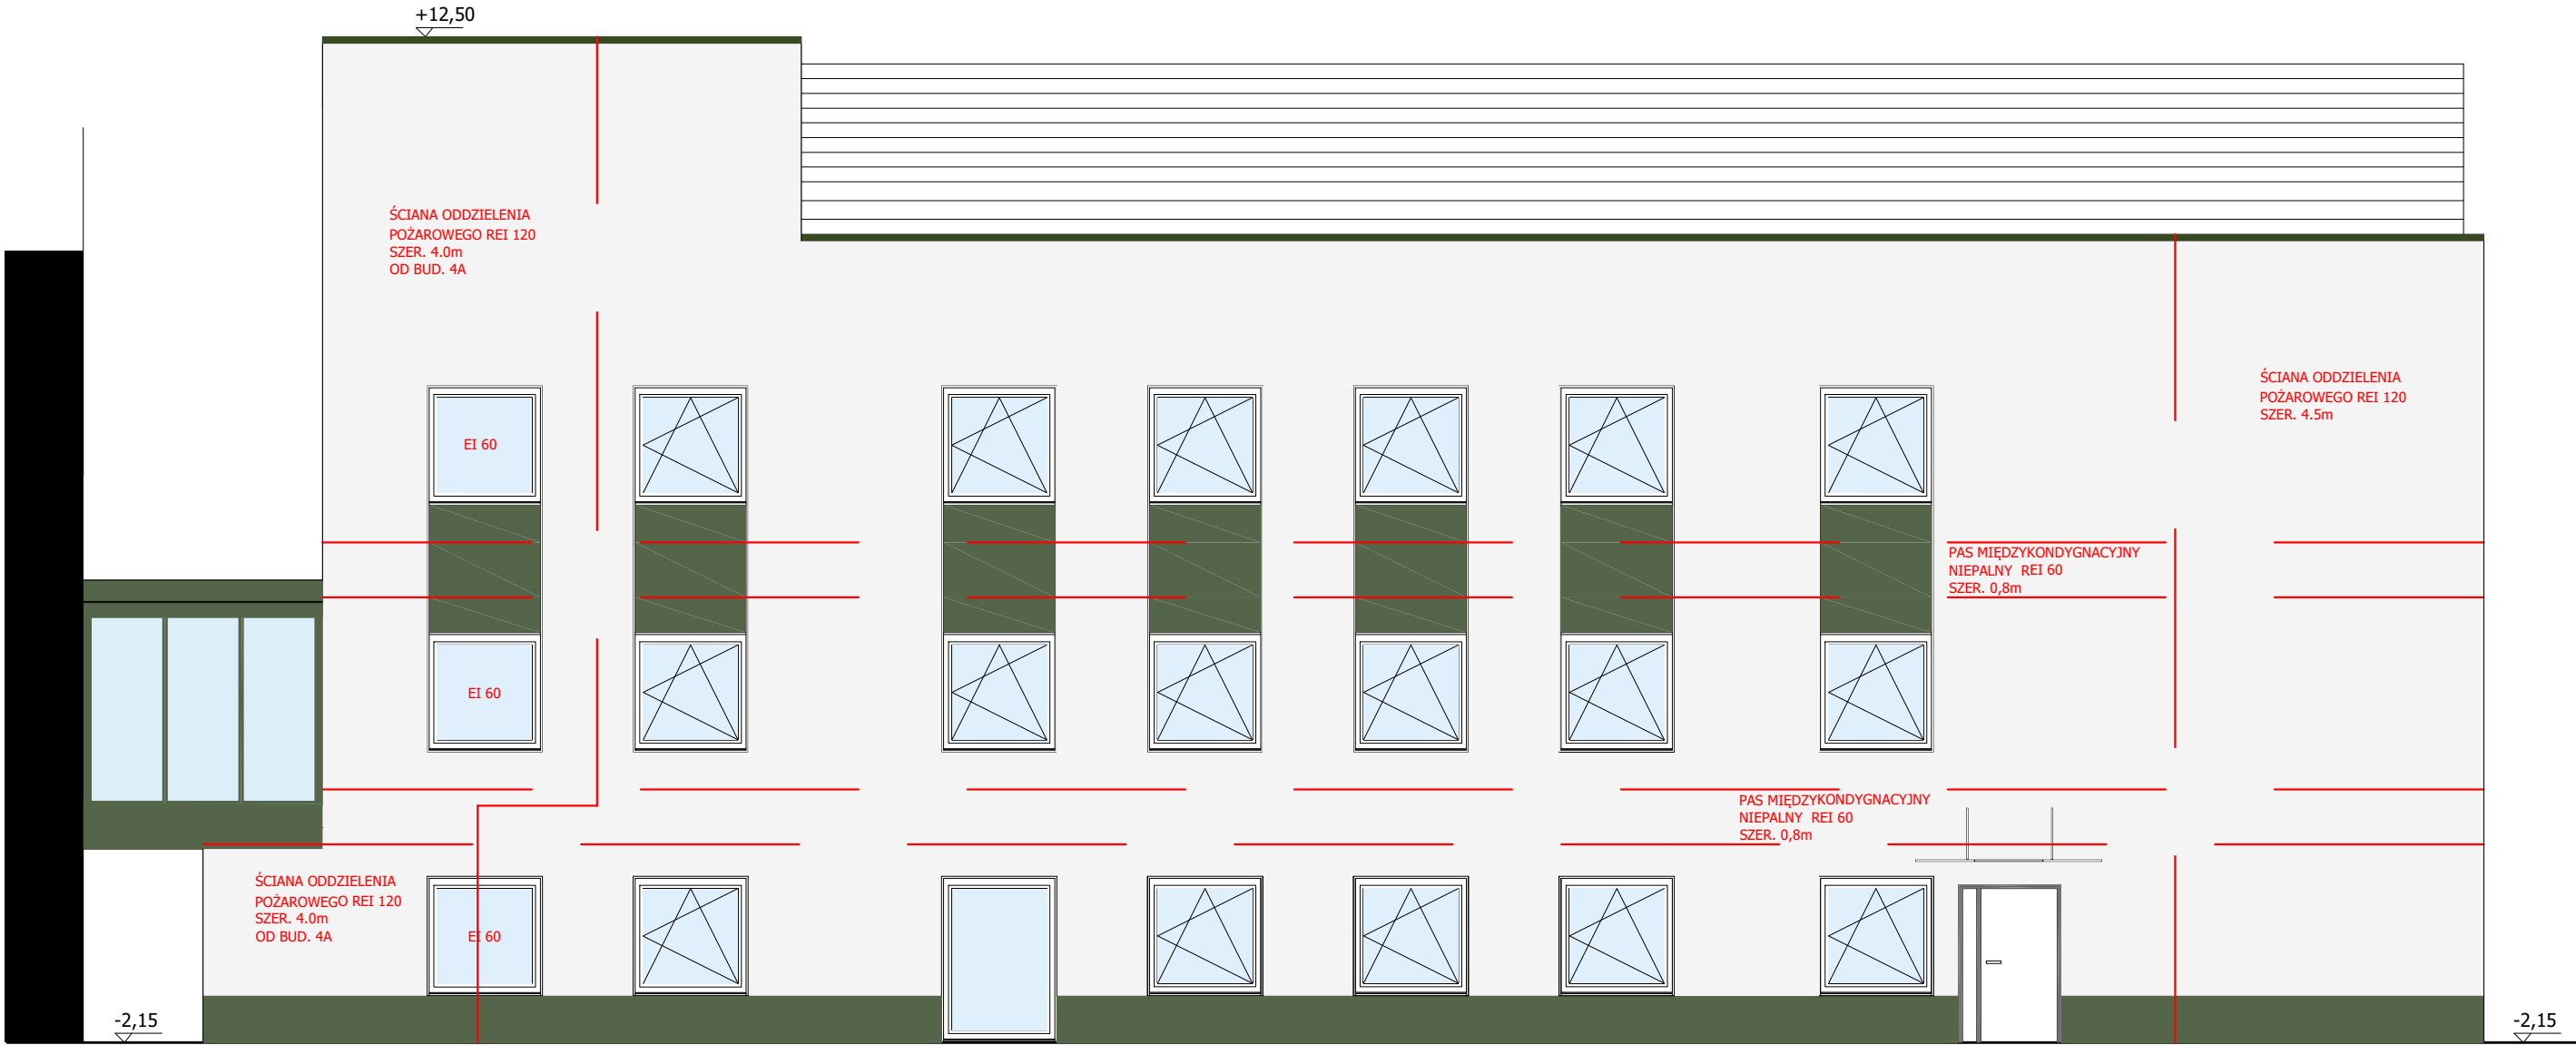 +12,50
ŚCIANA ODDZIELENIA
POŻAROWEGO REI 120
SZER. 4.0m
OD BUD. 4A
ŚCIANA ODDZIELENIA
POŻAROWEGO REI 120
SZER. 4.5m
EI 60
PAS MIĘDZYKONDYGNACYJNY
NIEPALNY REI 60
SZER. 0,8m
EI 60
PAS MIĘDZYKONDYGNACYJNY
NIEPALNY REI 60
SZER. 0,8m
ŚCIANA ODDZIELENIA
POŻAROWEGO REI 120
SZER. 4.0m
OD BUD. 4A
EI 60
-2,15
-2,15